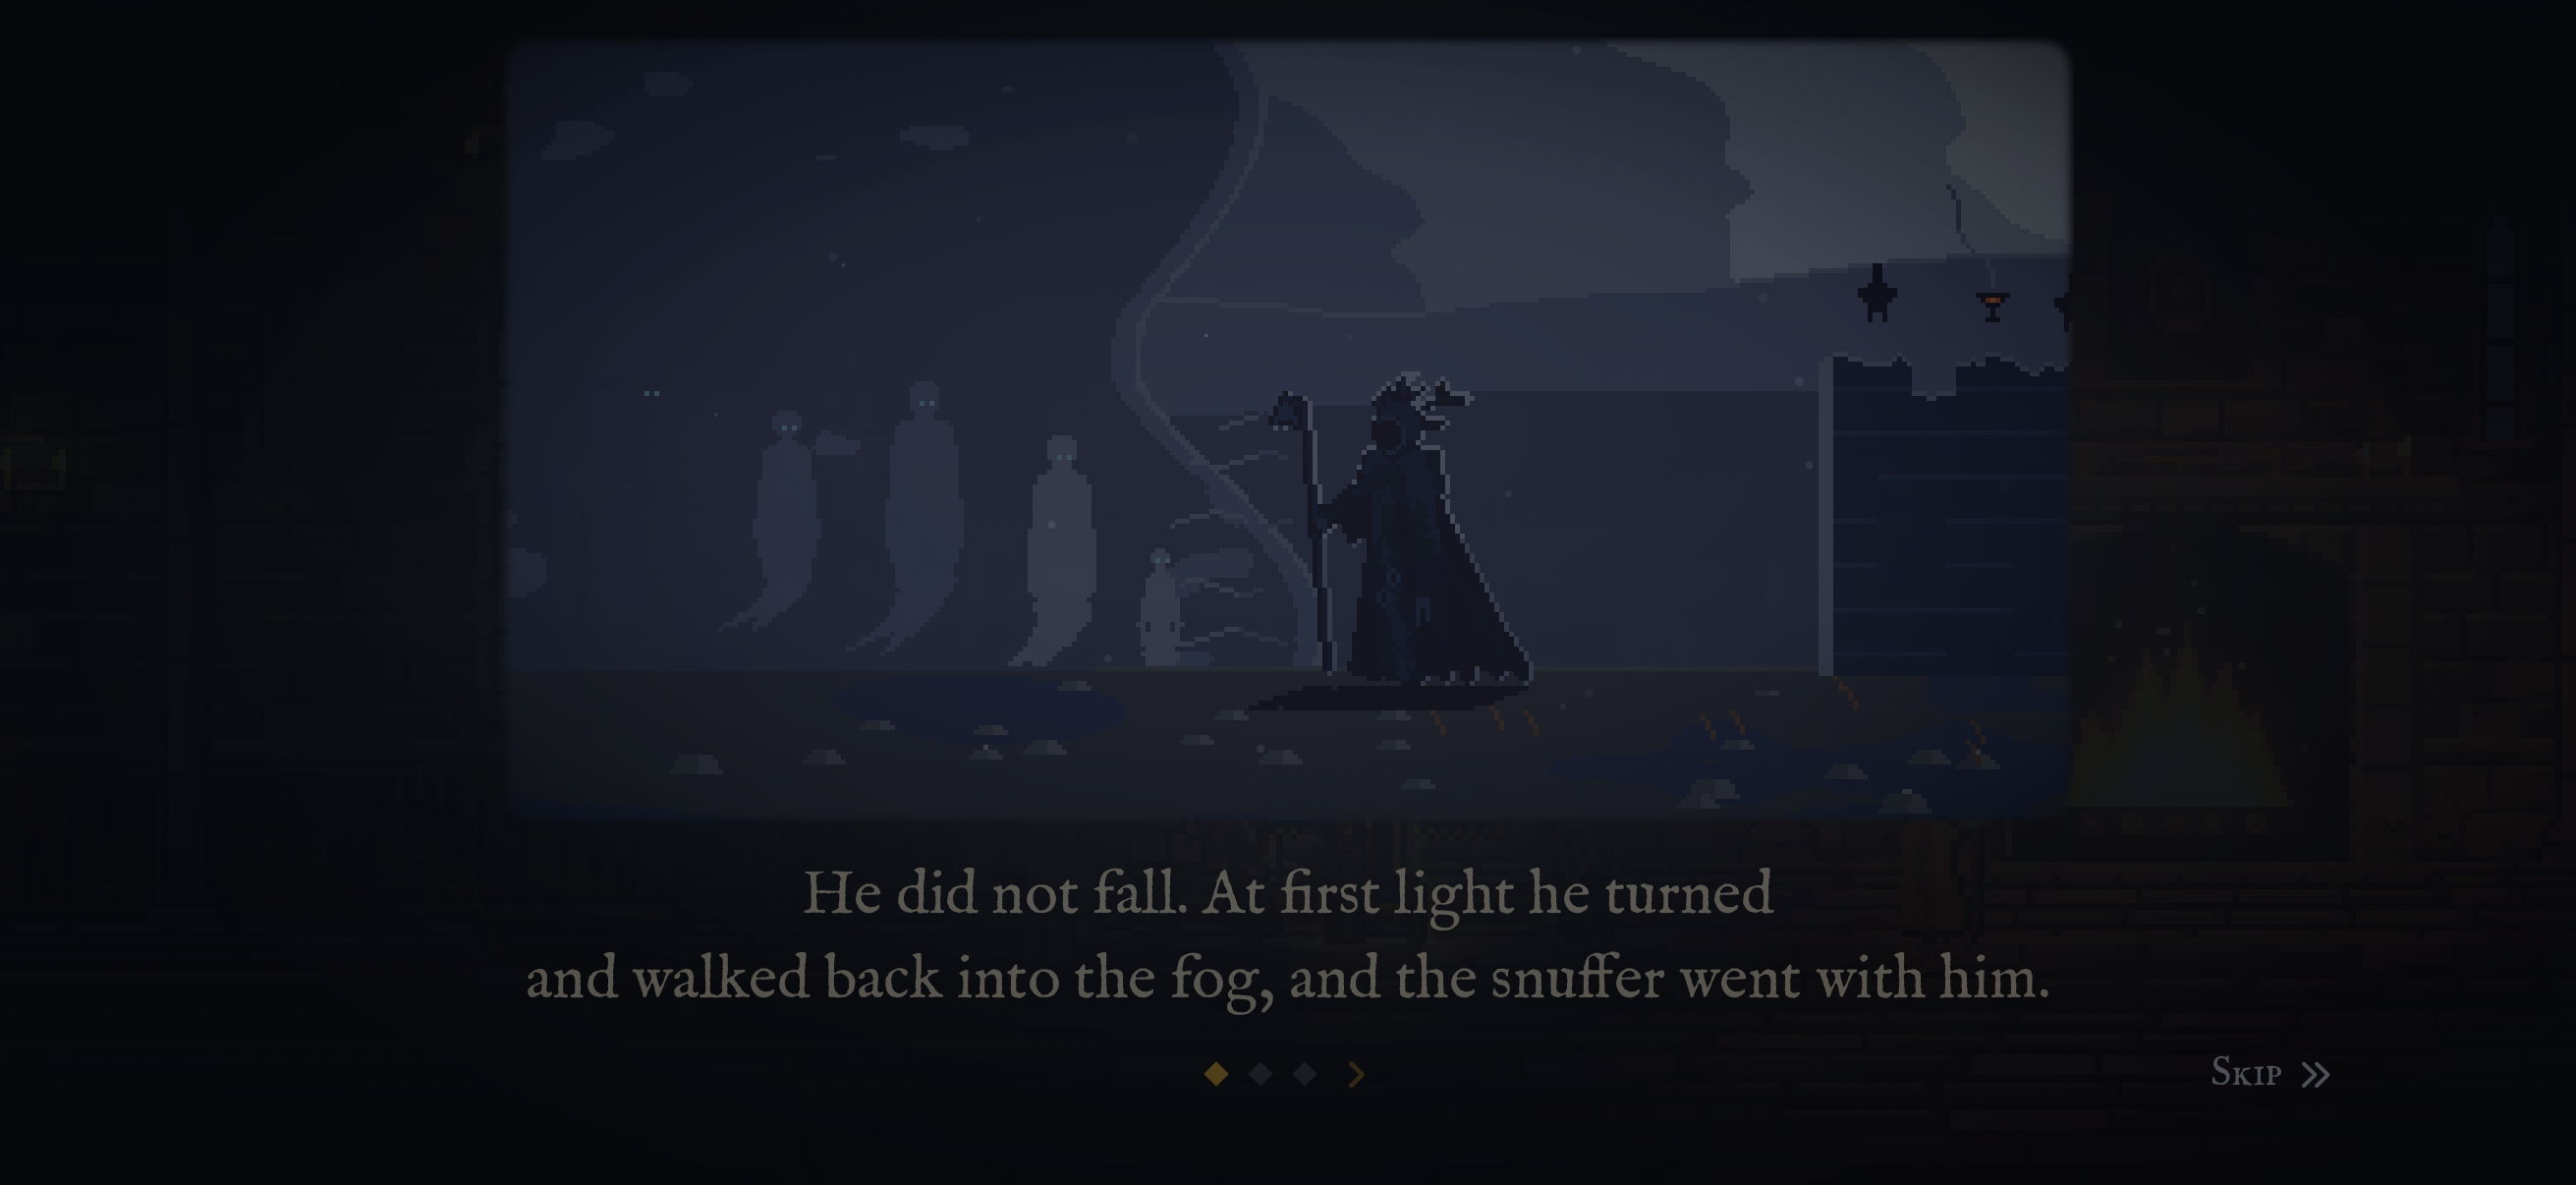 He did not fall. At first light he turned
and walked back into the fog, and the snuffer went with him.
Skip